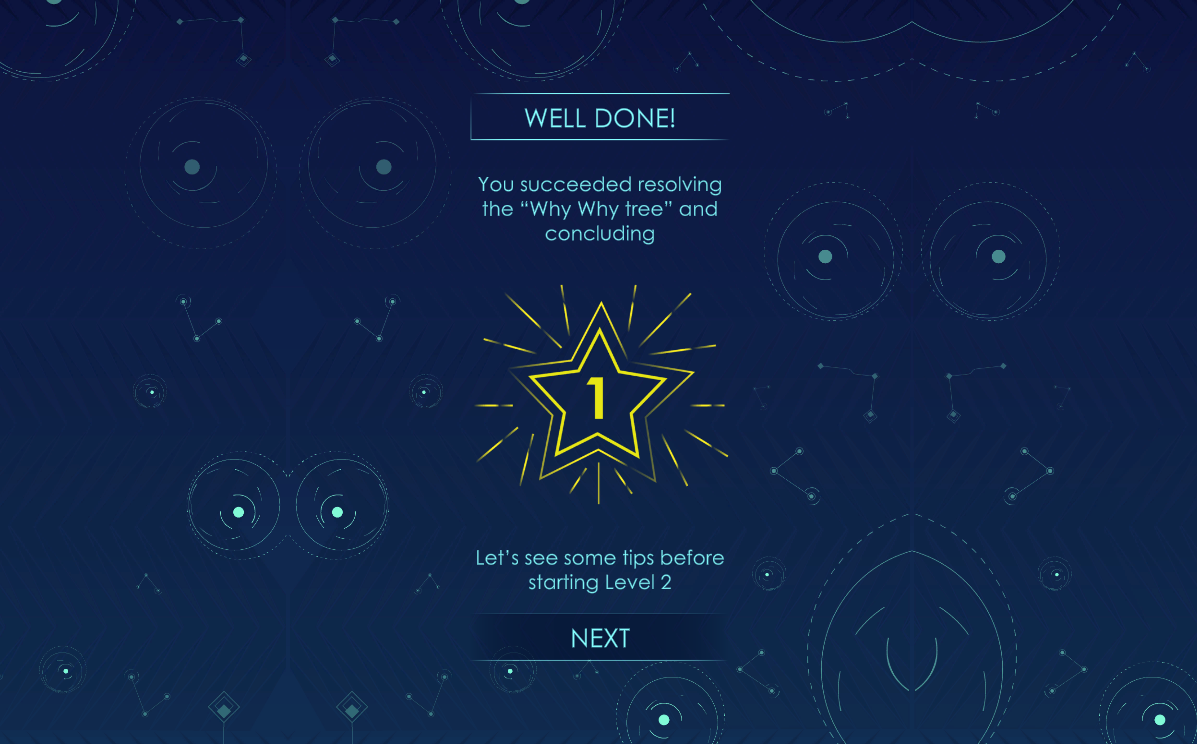 WELL DONE!
You succeeded resolving
the “Why Why tree” and
concluding
1
Let’s see some tips before
starting Level 2
NEXT